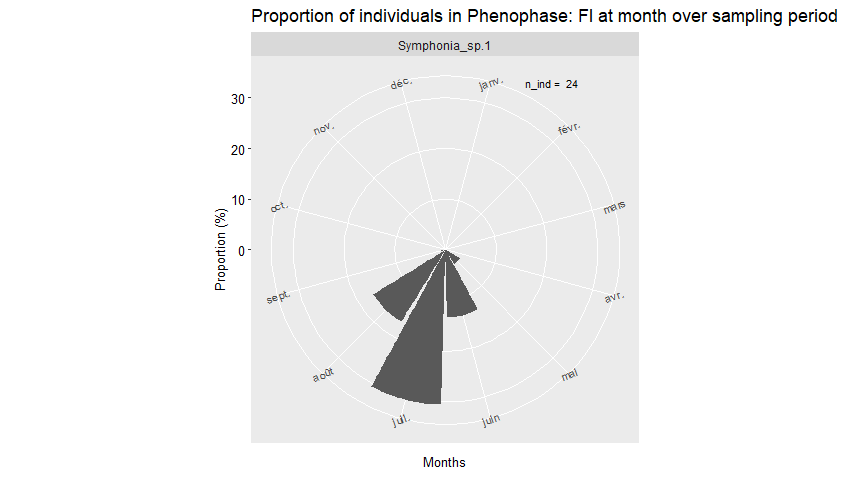 Proportion of individuals in Phenophase: Fl at month over sampling period
Symphonia_sp.1
n_ind = 24
déc.
janv.
nov.
févr.
oct.
mars
sept.
avr.
août
mai
juil.
juin
30
20
10
0
Proportion (%)
Months